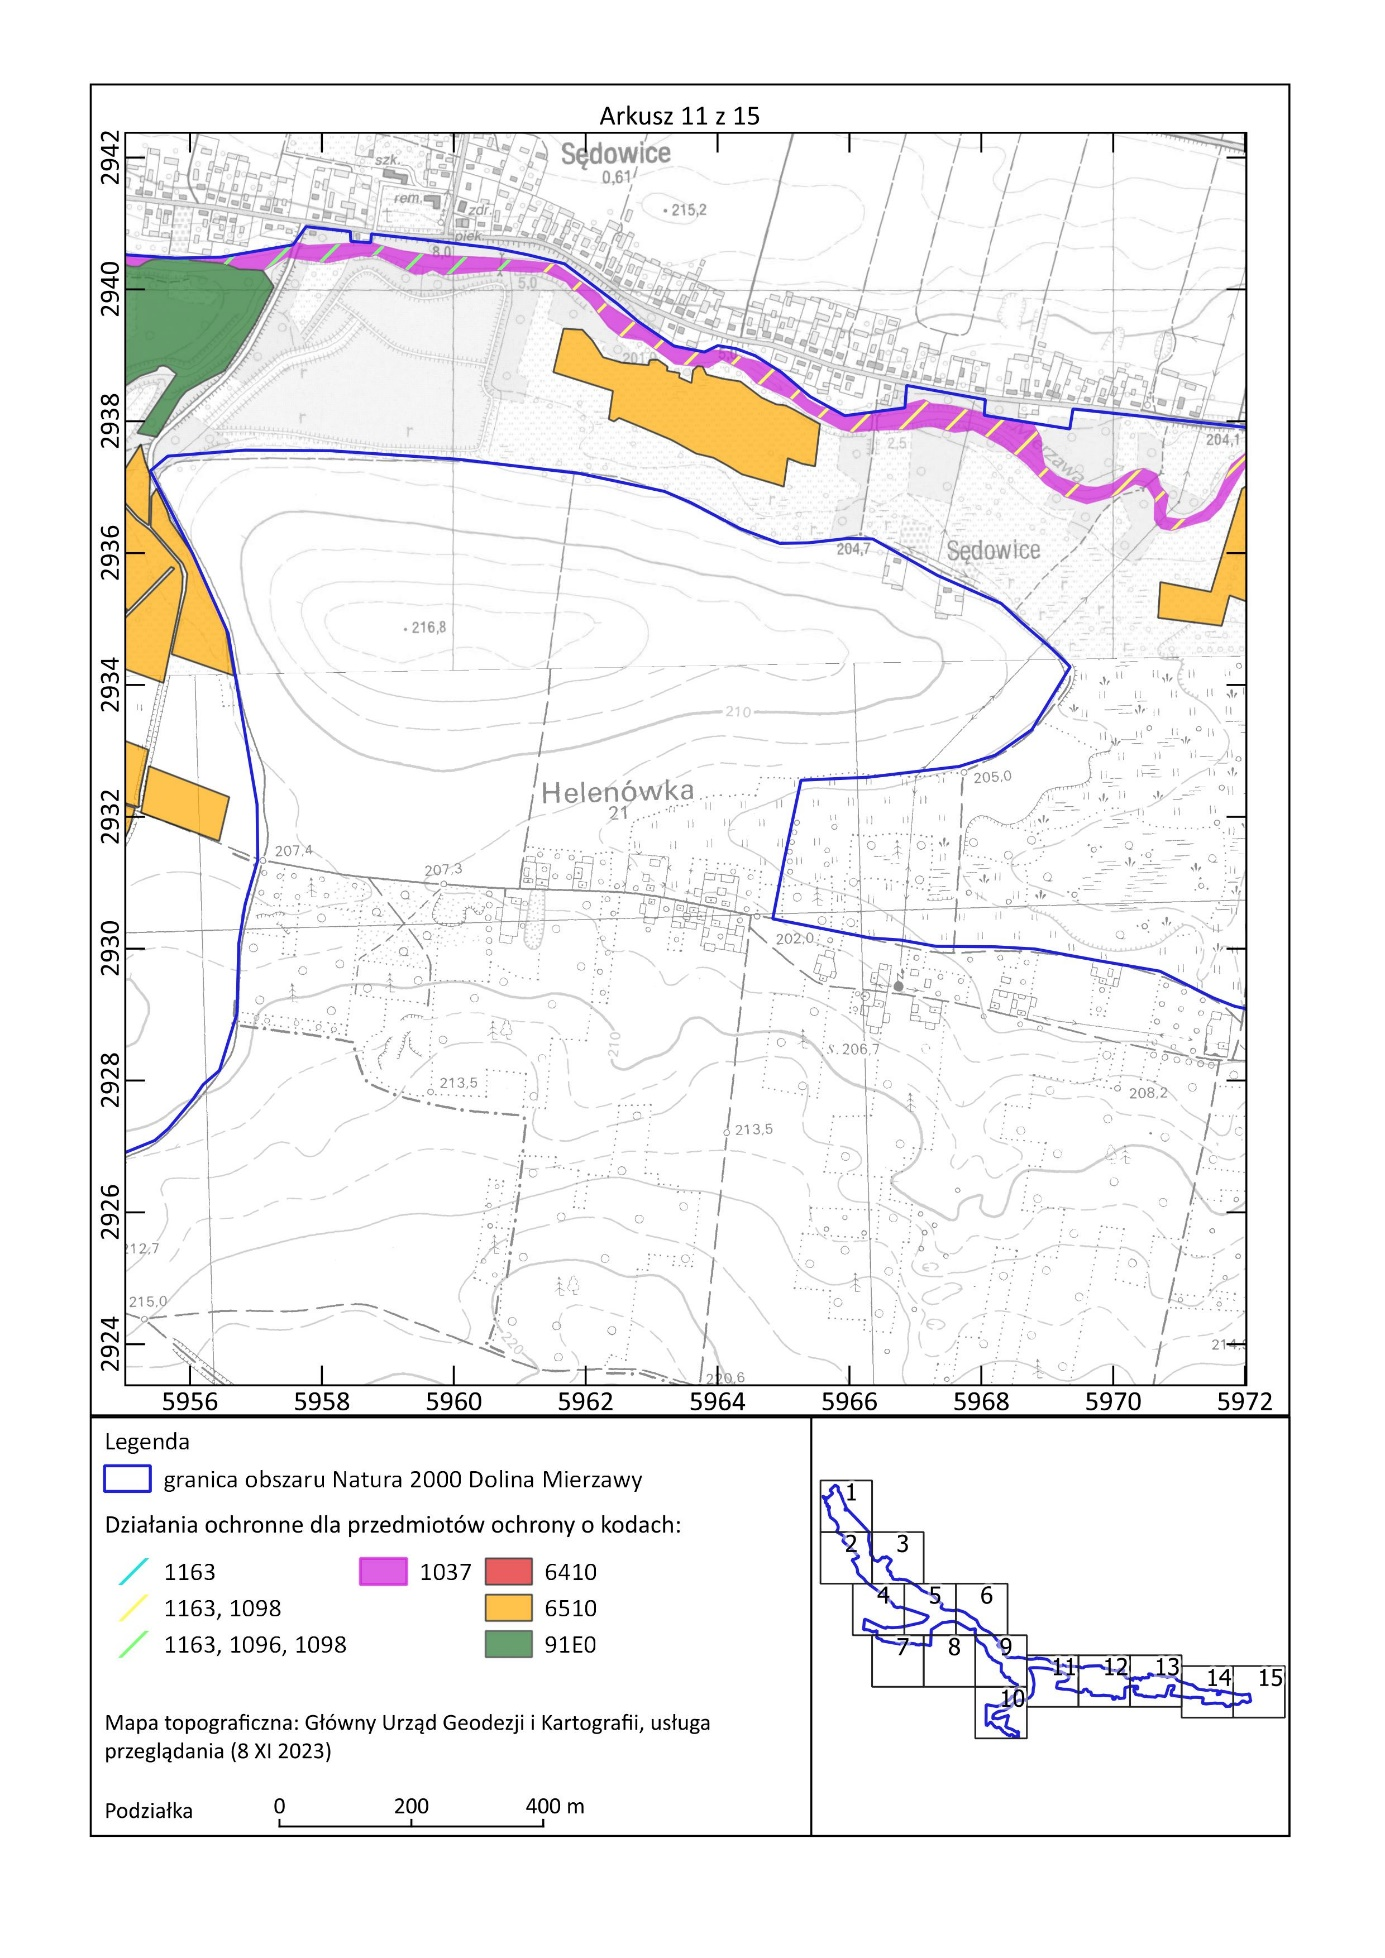 Arkusz 11 z 15
2942
2940
2938
2936
2934
2932
2930
2928
2926
2924
szk.
Sędowice
0,61
rem.
zdr.
piek.
215,2
8,0
5,0
201,9
5,0
2,5
204,1
204,7
Sędowice
216,8
210
Helenówka
21
205,0
207,4
207,3
202,0
210
s. 206,7
213,5
208,2
213,5
212,7
215,0
220
220,6
5956 5958 5960 5962 5964 5966 5968 5970 5972
Legenda
granica obszaru Natura 2000 Dolina Mierzawy
Działania ochronne dla przedmiotów ochrony o kodach:
1163 1037 6410
1163, 1098 6510
1163, 1096, 1098 91E0
Mapa topograficzna: Główny Urząd Geodezji i Kartografii, usługa
przeglądania (8 XI 2023)
Podziałka 0 200 400 m
1
2 3
4 5 6
7 8 9
11 12 13 14 15
10